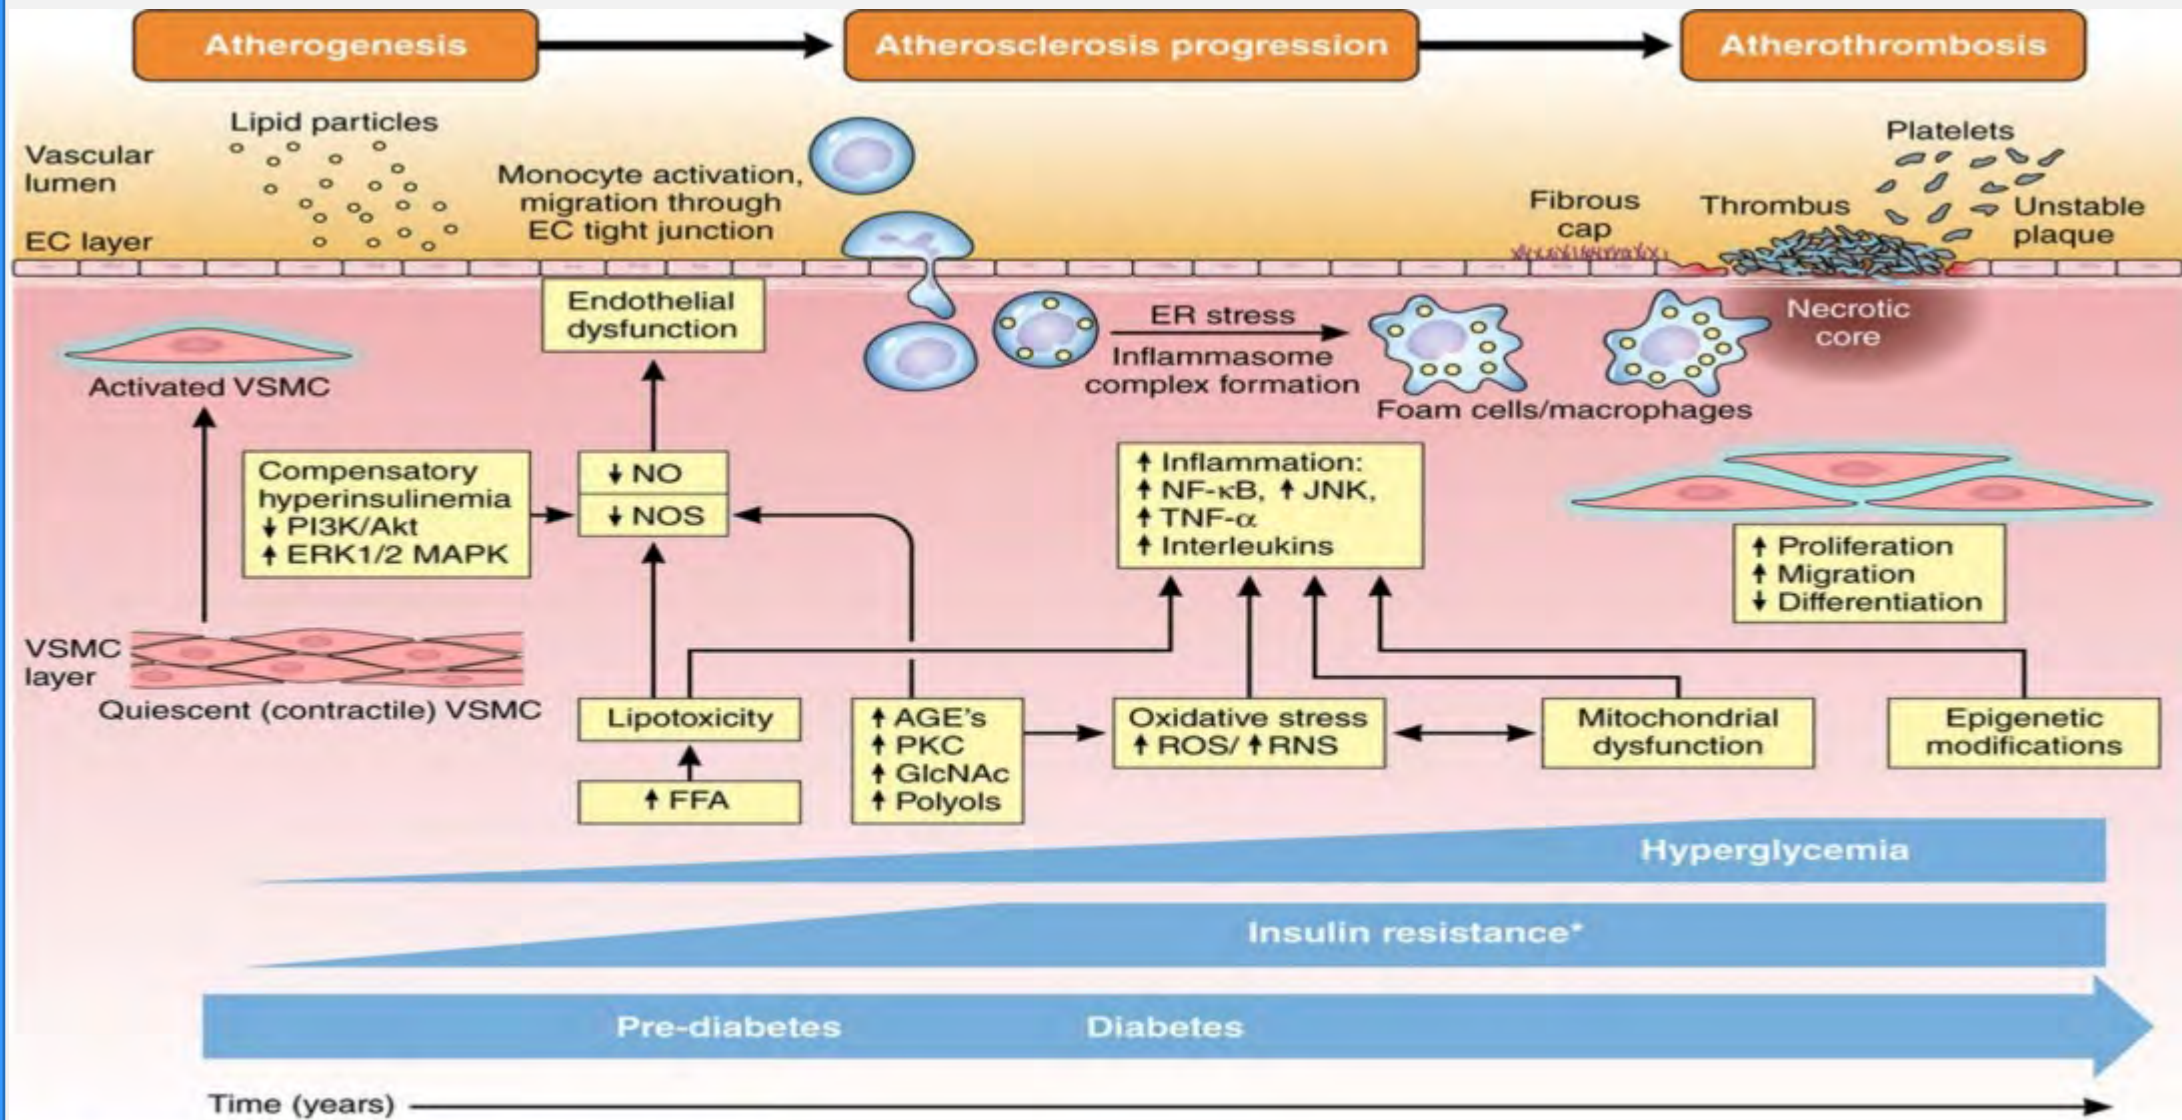 Atherogenesis
Atherosclerosis progression
Atherothrombosis
Lipid particles
Vascular
lumen
EC layer
Monocyte activation,
migration through
EC tight junction
Fibrous
cap
Thrombus
Platelets
Unstable
plaque
Endothelial
dysfunction
Activated VSMC
ER stress
Inflammasome
complex formation
Foam cells/macrophages
Necrotic
core
Compensatory
hyperinsulinemia
↓ PI3K/Akt
↑ ERK1/2 MAPK
↓ NO
↓ NOS
↑ Inflammation:
↑ NF-κB, ↑ JNK,
↑ TNF-α
↑ Interleukins
↑ Proliferation
↑ Migration
↓ Differentiation
VSMC
layer
Quiescent (contractile) VSMC
Lipotoxicity
↑ FFA
↑ AGE's
↑ PKC
↑ GlcNAc
↑ Polyols
Oxidative stress
↑ ROS/ ↑ RNS
Mitochondrial
dysfunction
Epigenetic
modifications
Hyperglycemia
Insulin resistance*
Pre-diabetes
Diabetes
Time (years)